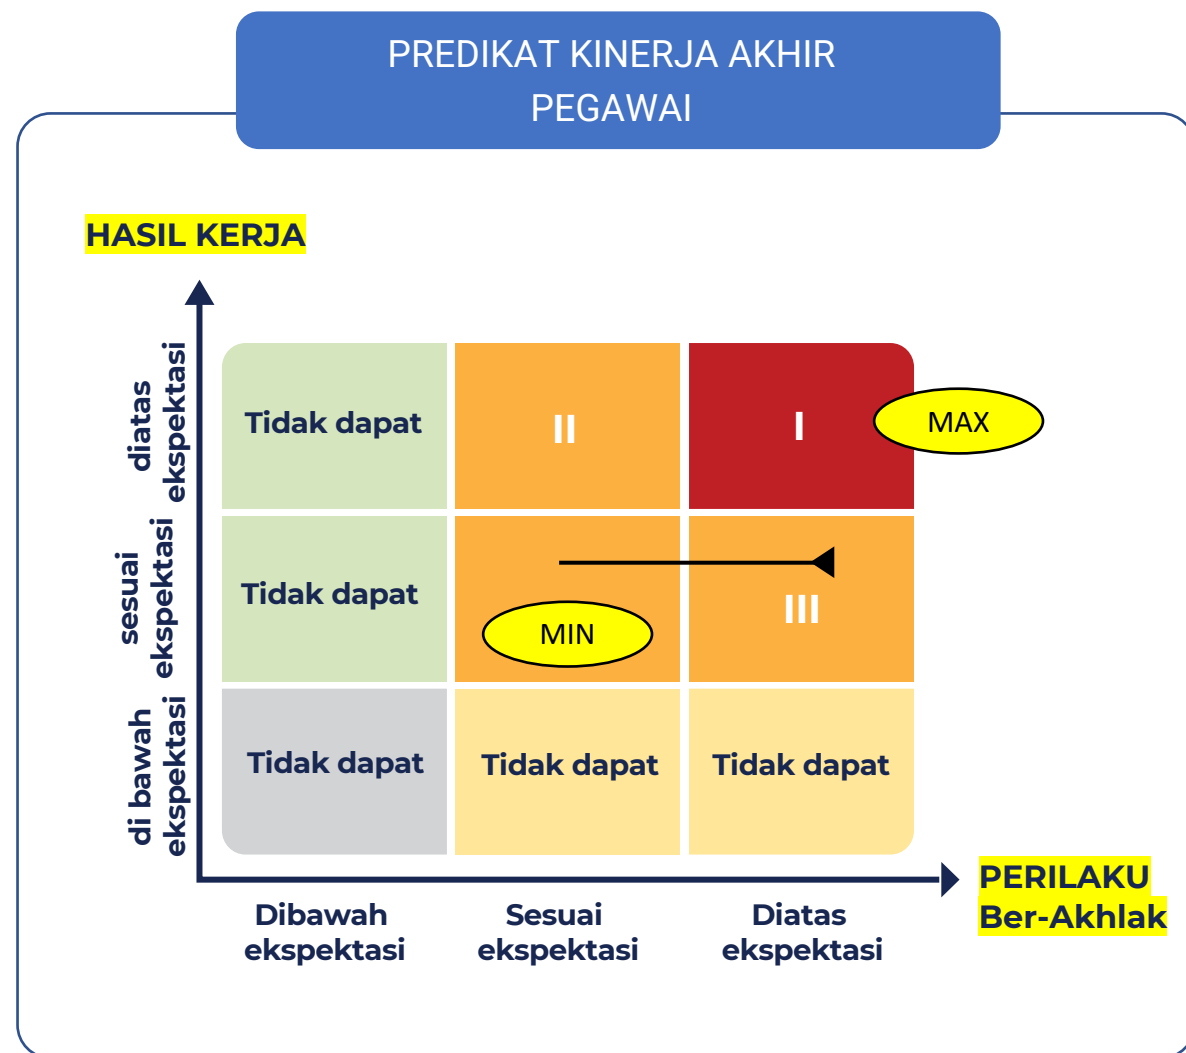 PREDIKAT KINERJA AKHIR
PEGAWAI
HASIL KERJA
diatas
ekspektasi
Tidak dapat
II
I
MAX
sesuai
ekspektasi
Tidak dapat
MIN
III
di bawah
ekspektasi
Tidak dapat
Tidak dapat
Tidak dapat
PERILAKU
Ber-Akhlak
Dibawah
ekspektasi
Sesuai
ekspektasi
Diatas
ekspektasi